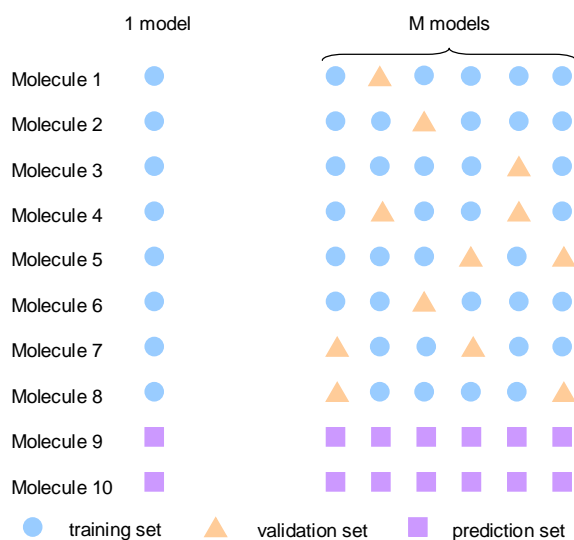 1 model M models
Molecule 1
Molecule 2
Molecule 3
Molecule 4
Molecule 5
Molecule 6
Molecule 7
Molecule 8
Molecule 9
Molecule 10
training set validation set prediction set